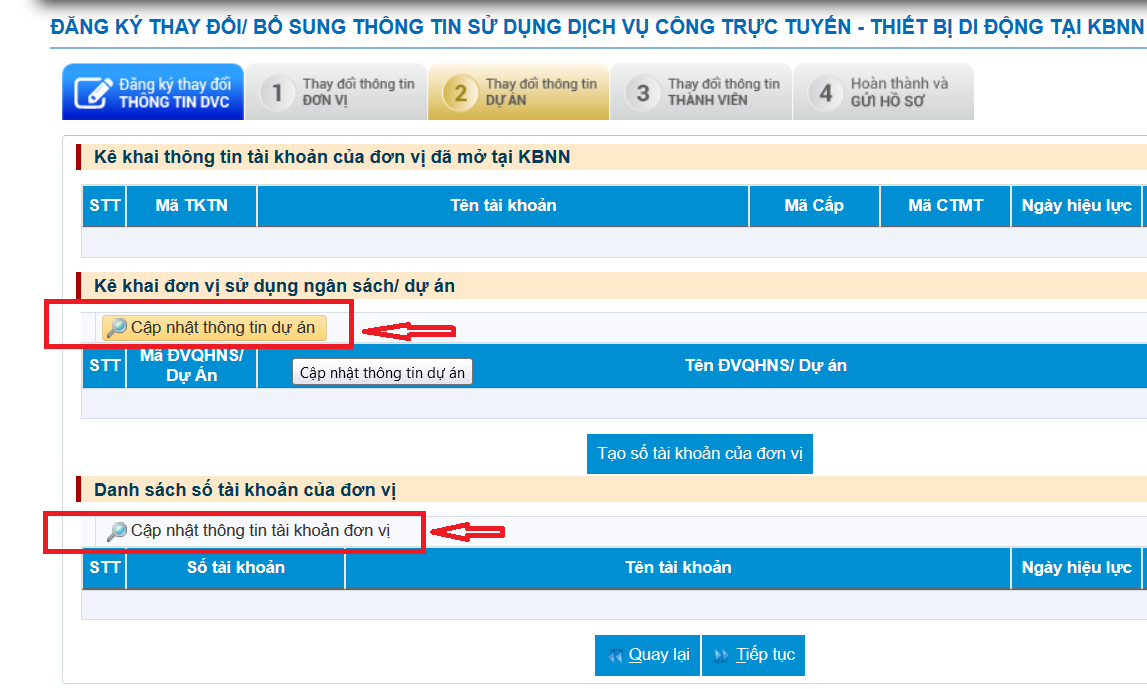 ĐĂNG KÝ THAY ĐỔI/ BỔ SUNG THÔNG TIN SỬ DỤNG DỊCH VỤ CÔNG TRỰC TUYẾN - THIẾT BỊ DI ĐỘNG TẠI KBNN
Đăng ký thay đổi
THÔNG TIN DVC
1
Thay đổi thông tin
ĐƠN VỊ
2
Thay đổi thông tin
DỰ ÁN
3
Thay đổi thông tin
THÀNH VIÊN
4
Hoàn thành và
GỬI HỒ SƠ
Kê khai thông tin tài khoản của đơn vị đã mở tại KBNN
STT Mã TKTN Tên tài khoản Mã Cấp Mã CTMT Ngày hiệu lực
Kê khai đơn vị sử dụng ngân sách/ dự án
Cập nhật thông tin dự án
STT Mã ĐVQHNS/ Dự Án Tên ĐVQHNS/ Dự án
Cập nhật thông tin dự án
Tạo số tài khoản của đơn vị
Danh sách số tài khoản của đơn vị
Cập nhật thông tin tài khoản đơn vị
STT Số tài khoản Tên tài khoản Ngày hiệu lực
Quay lại Tiếp tục